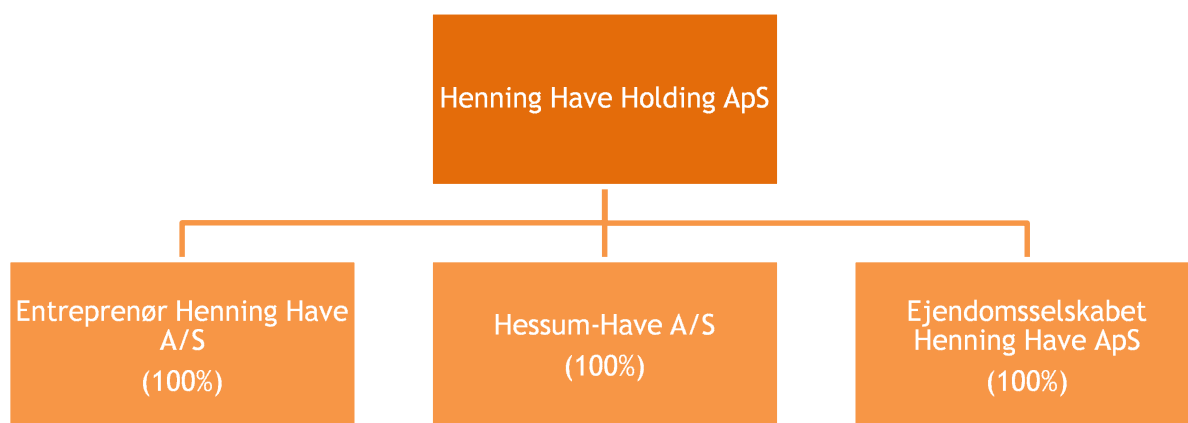 Henning Have Holding ApS
Entreprenør Henning Have
A/S
(100%)
Hessum-Have A/S
(100%)
Ejendomsselskabet
Henning Have ApS
(100%)